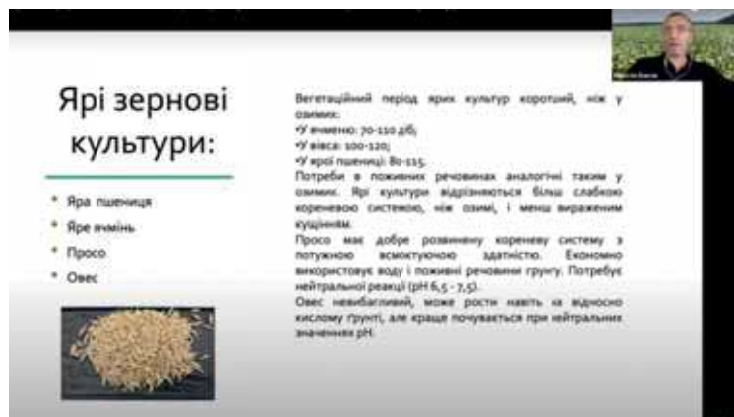 Ярі зернові
культури:
• Яра пшениця
• Яре ячмінь
• Просо
• Овес
Вегетаційний період ярих культур коротший, ніж у
озимих:
•У ячменю: 70-110 діб;
•У вівса: 100-120;
•У ярої пшениці: 80-115.
Потреби в поживних речовинах аналогічні таким у
озимих. Ярі культури відрізняються більш слабкою
кореневою системою, ніж озимі, і менш вираженим
кущінням.
Просо має добре розвинену кореневу систему з
потужною всмоктуючою здатністю. Економно
використовує воду і поживні речовини ґрунту. Потребує
нейтральної реакції (рН 6,5 - 7,5).
Овес невибагливий, може рости навіть на відносно
кислому ґрунті, але краще почувається при нейтральних
значеннях рН.